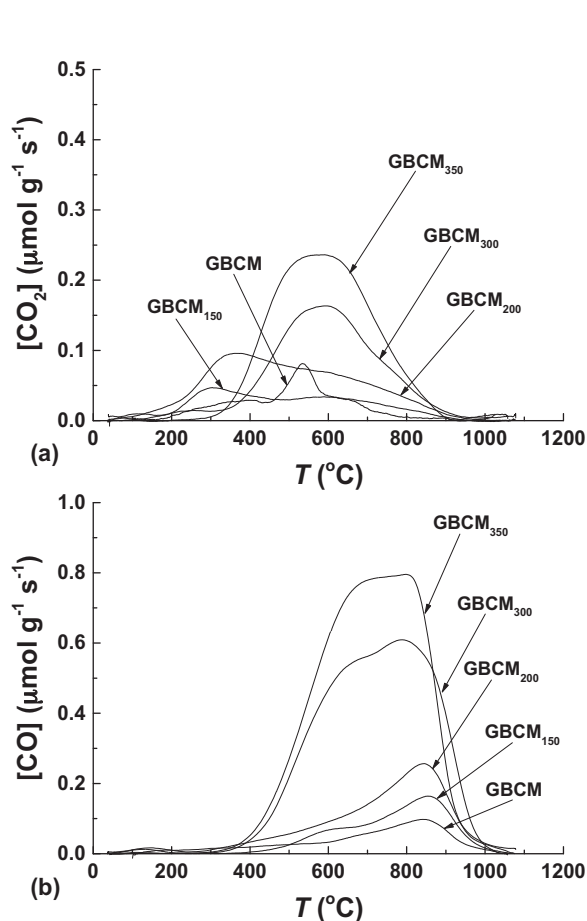 0.5
0.4
0.3
0.2
0.1
0.0
[CO₂] (μmol g⁻¹ s⁻¹)
GBCM₃₅₀
GBCM₃₀₀
GBCM
GBCM₁₅₀
GBCM₂₀₀
0 200 400 600 800 1000 1200
(a)
T (°C)
1.0
0.8
0.6
0.4
0.2
0.0
[CO] (μmol g⁻¹ s⁻¹)
GBCM₃₅₀
GBCM₃₀₀
GBCM₂₀₀
GBCM₁₅₀
GBCM
0 200 400 600 800 1000 1200
(b)
T (°C)